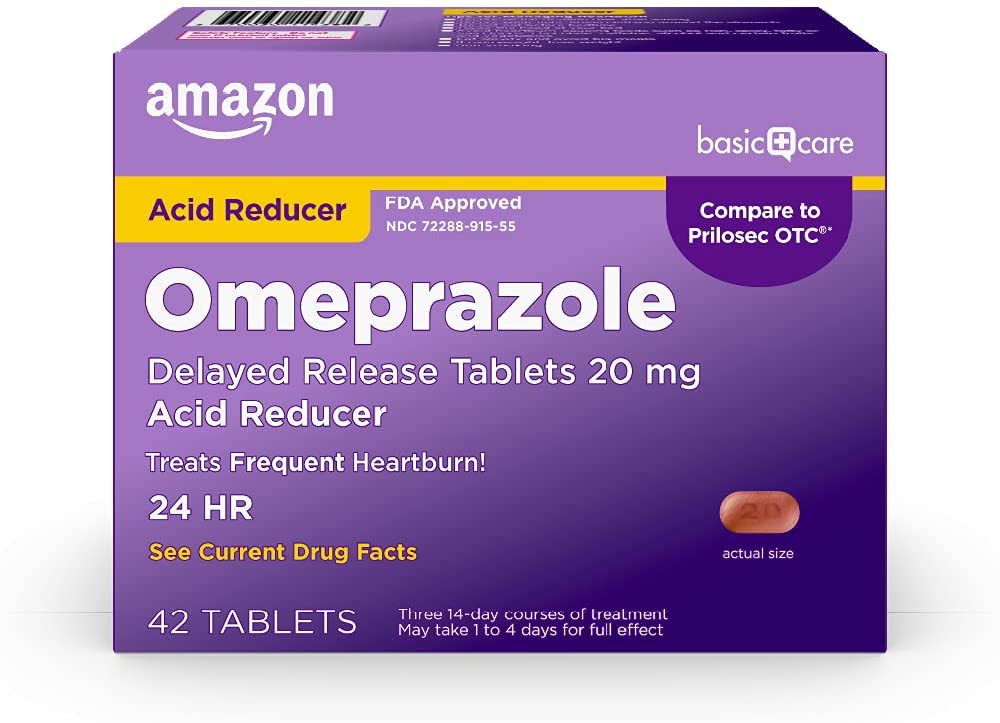 Acid Reducer
amazon
basic care
Acid Reducer
FDA Approved
NDC 72288-915-55
Compare to
Prilosec OTC®*
Omeprazole
Delayed Release Tablets 20 mg
Acid Reducer
Treats Frequent Heartburn!
24 HR
20
See Current Drug Facts
actual size
42 TABLETS
Three 14-day courses of treatment
May take 1 to 4 days for full effect